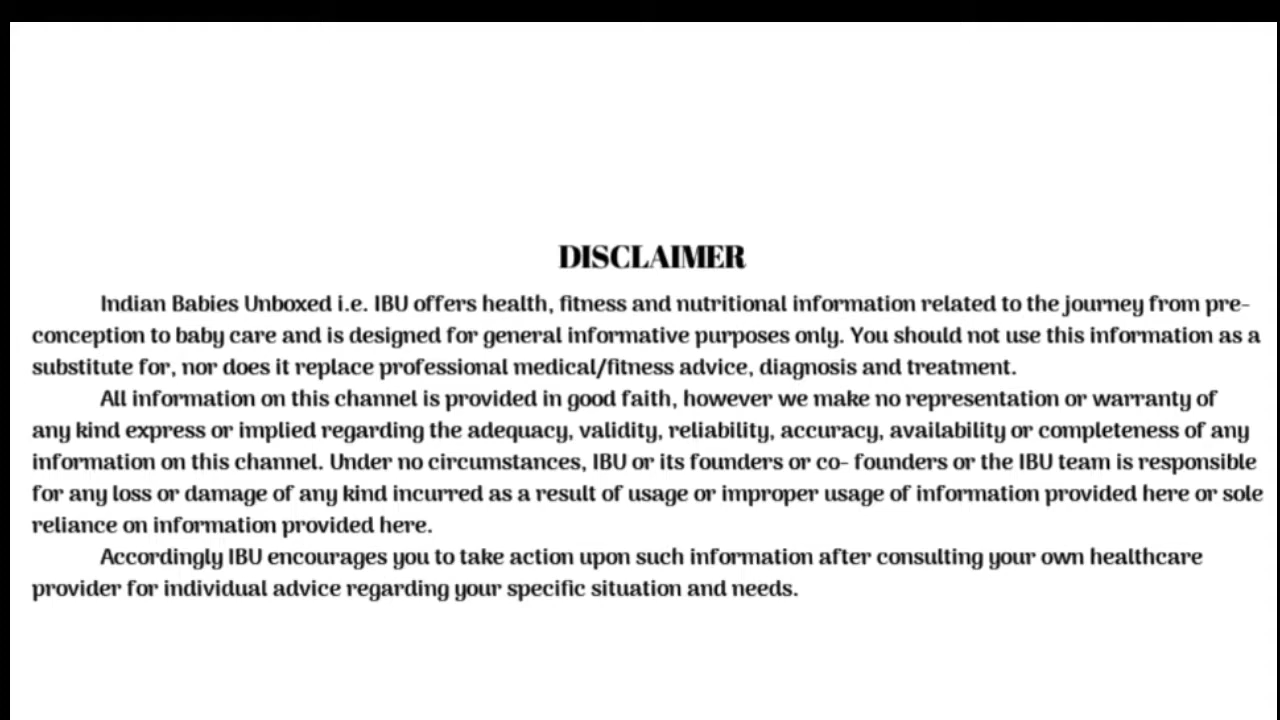 DISCLAIMER
Indian Babies Unboxed i.e. IBU offers health, fitness and nutritional information related to the journey from pre-
conception to baby care and is designed for general informative purposes only. You should not use this information as a
substitute for, nor does it replace professional medical/fitness advice, diagnosis and treatment.
All information on this channel is provided in good faith, however we make no representation or warranty of
any kind express or implied regarding the adequacy, validity, reliability, accuracy, availability or completeness of any
information on this channel. Under no circumstances, IBU or its founders or co- founders or the IBU team is responsible
for any loss or damage of any kind incurred as a result of usage or improper usage of information provided here or sole
reliance on information provided here.
Accordingly IBU encourages you to take action upon such information after consulting your own healthcare
provider for individual advice regarding your specific situation and needs.